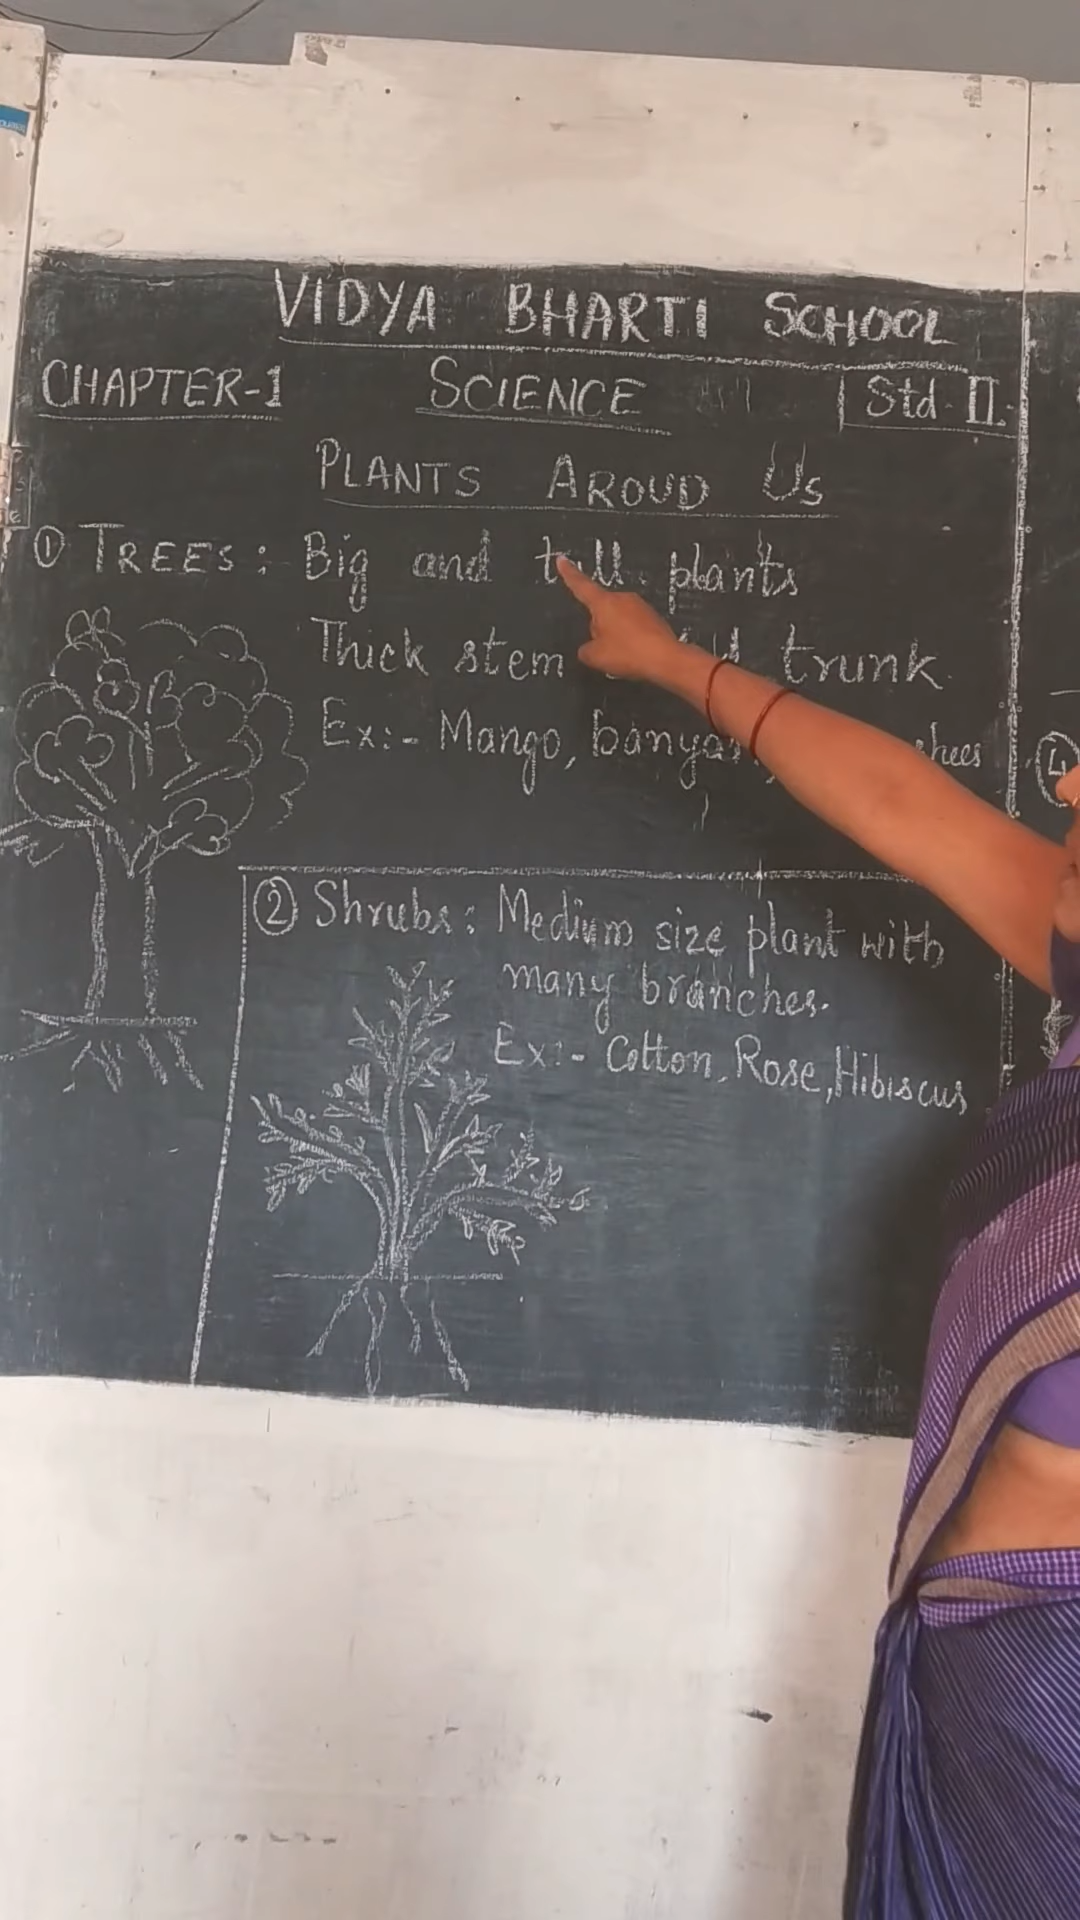 VIDYA BHARTI SCHOOL
CHAPTER-1 SCIENCE Std II.
PLANTS AROUD US
① TREES: Big and tall plants
Thick stem trunk
Ex:- Mango, banyan,
② Shrubs: Medium size plant with
many branches.
Ex:- Cotton, Rose, Hibiscus
④